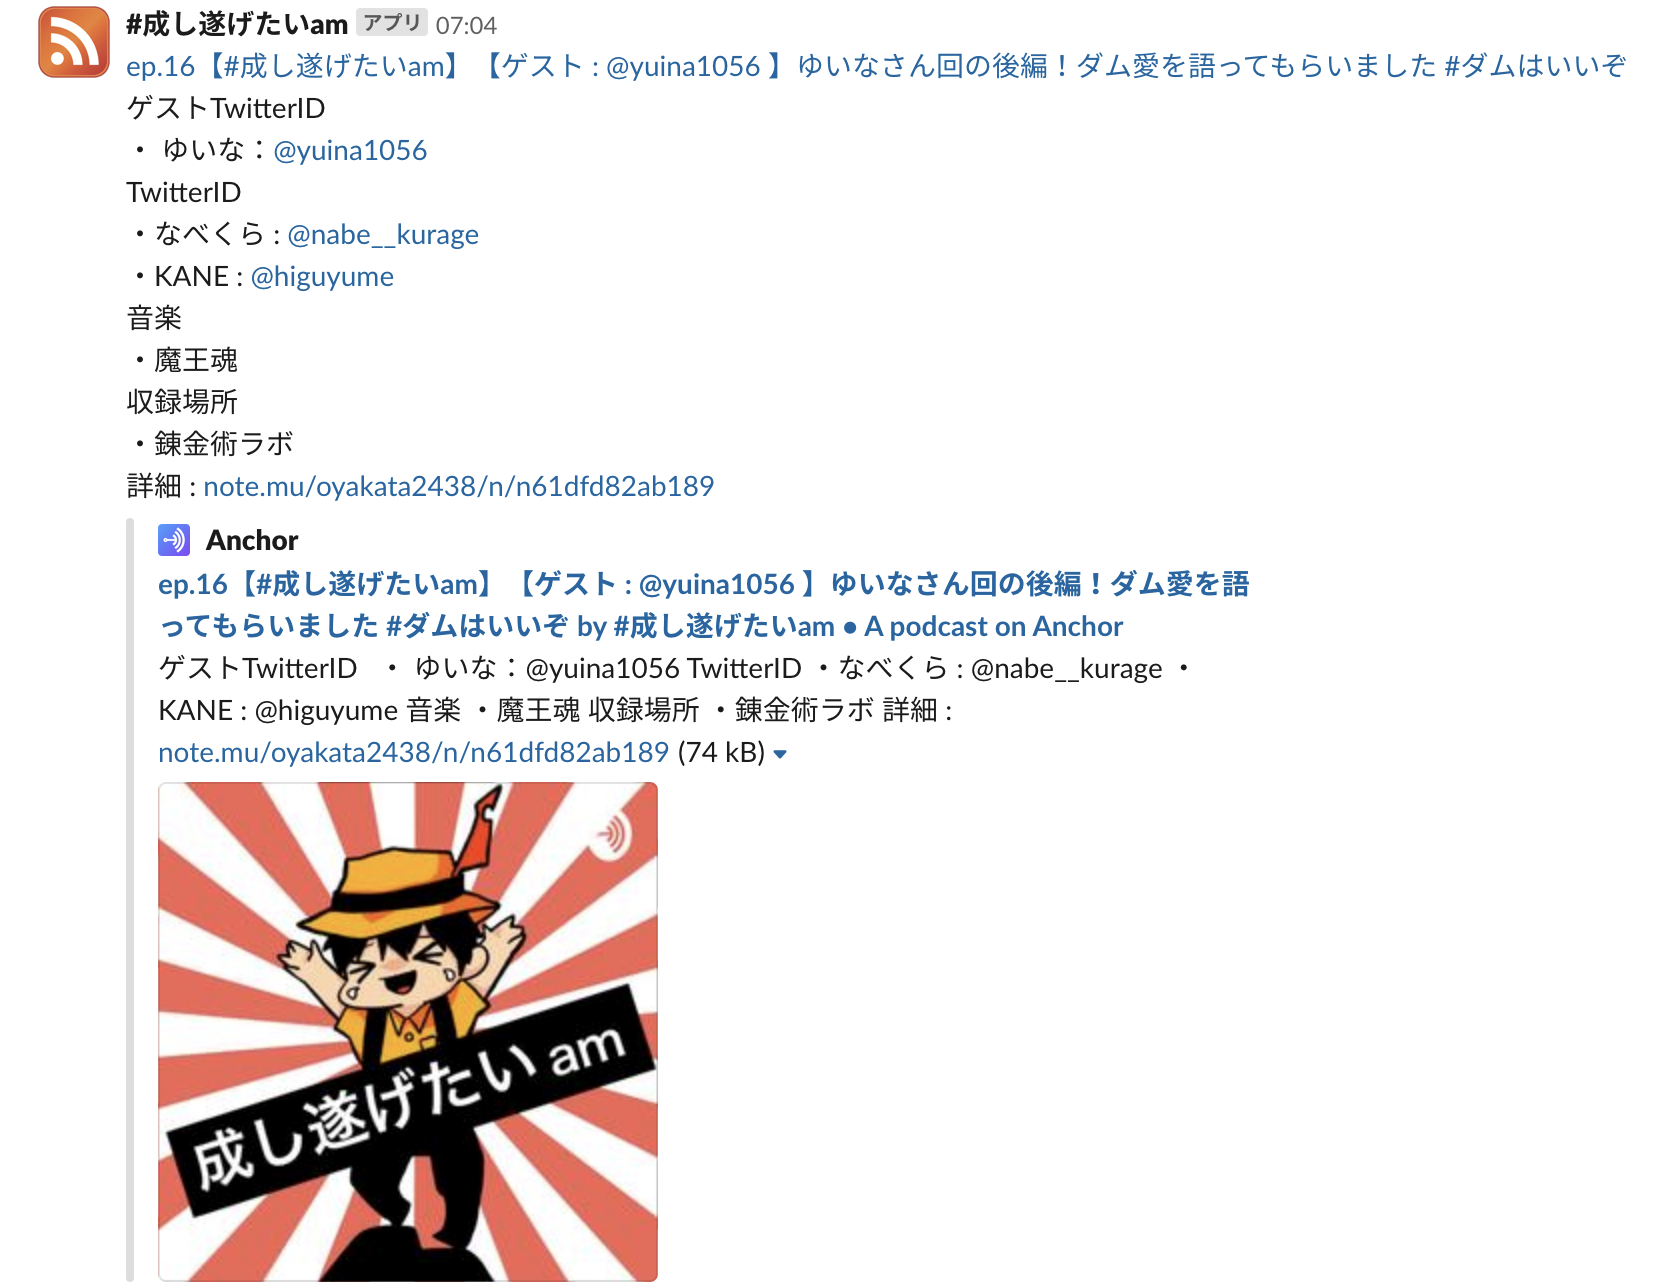 #成し遂げたいam アプリ 07:04
ep.16【#成し遂げたいam】【ゲスト : @yuina1056 】ゆいなさん回の後編！ダム愛を語ってもらいました #ダムはいいぞ
ゲストTwitterID
・ ゆいな：@yuina1056
TwitterID
・なべくら : @nabe__kurage
・KANE : @higuyume
音楽
・魔王魂
収録場所
・錬金術ラボ
詳細 : note.mu/oyakata2438/n/n61dfd82ab189
Anchor
ep.16【#成し遂げたいam】【ゲスト : @yuina1056 】ゆいなさん回の後編！ダム愛を語
ってもらいました #ダムはいいぞ by #成し遂げたいam • A podcast on Anchor
ゲストTwitterID ・ ゆいな：@yuina1056 TwitterID ・なべくら : @nabe__kurage ・
KANE : @higuyume 音楽 ・魔王魂 収録場所 ・錬金術ラボ 詳細 :
note.mu/oyakata2438/n/n61dfd82ab189 (74 kB)
成し遂げたい am